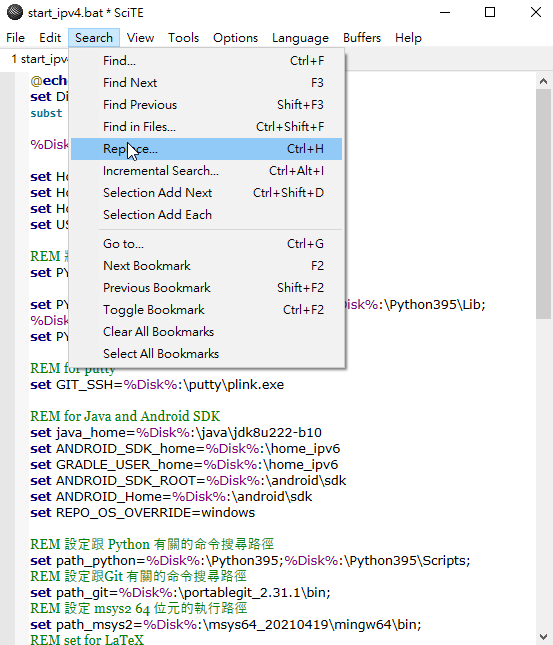 start_ipv4.bat * SciTE
File Edit Search View Tools Options Language Buffers Help
1 start_ipv
Find... Ctrl+F
Find Next F3
Find Previous Shift+F3
Find in Files... Ctrl+Shift+F
Replace... Ctrl+H
Incremental Search... Ctrl+Alt+I
Selection Add Next Ctrl+Shift+D
Selection Add Each
Go to... Ctrl+G
Next Bookmark F2
Previous Bookmark Shift+F2
Toggle Bookmark Ctrl+F2
Clear All Bookmarks
Select All Bookmarks
@ech
set Di
subst
%Disk
set Ho
set Ho
set Ho
set US
REM
set PY
set PY Disk%:\Python395\Lib;
%Disk
set PY
REM for putty
set GIT_SSH=%Disk%:\putty\plink.exe
REM for Java and Android SDK
set java_home=%Disk%:\java\jdk8u222-b10
set ANDROID_SDK_home=%Disk%:\home_ipv6
set GRADLE_USER_home=%Disk%:\home_ipv6
set ANDROID_SDK_ROOT=%Disk%:\android\sdk
set ANDROID_Home=%Disk%:\android\sdk
set REPO_OS_OVERRIDE=windows
REM 設定跟 Python 有關的命令搜尋路徑
set path_python=%Disk%:\Python395;%Disk%:\Python395\Scripts;
REM 設定跟Git 有關的命令搜尋路徑
set path_git=%Disk%:\portablegit_2.31.1\bin;
REM 設定 msys2 64 位元的執行路徑
set path_msys2=%Disk%:\msys64_20210419\mingw64\bin;
REM set for LaTeX